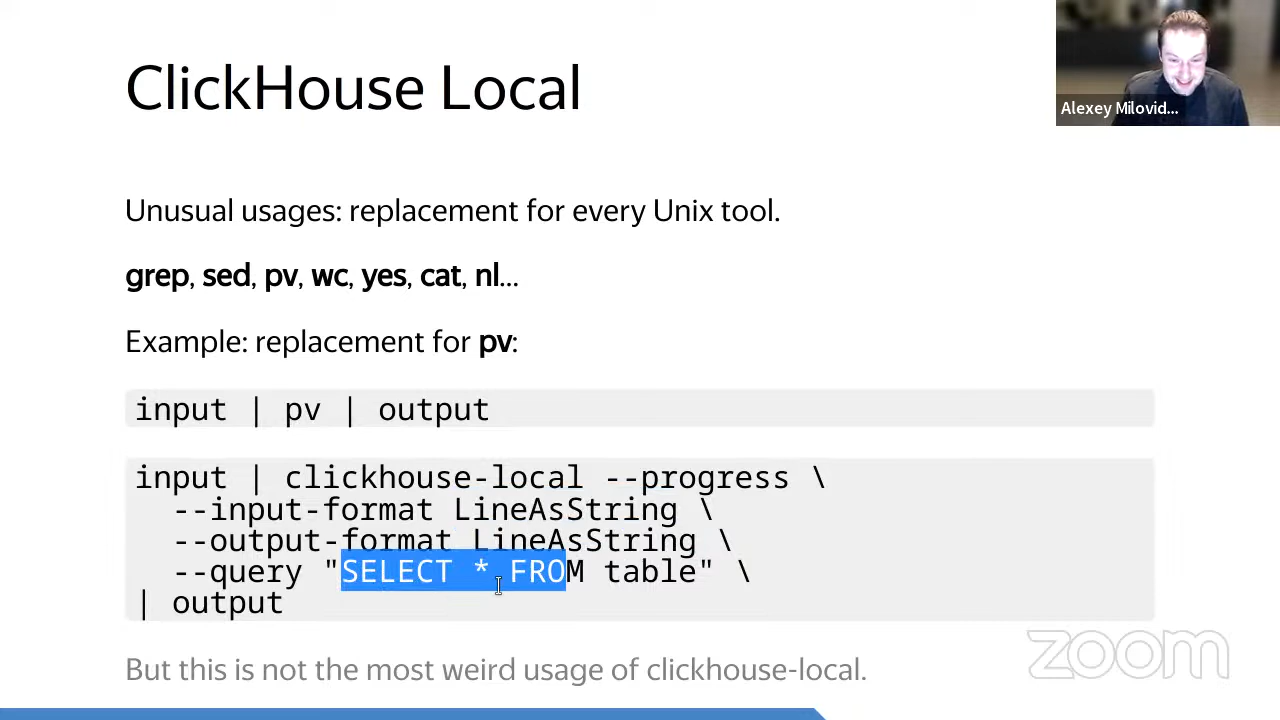 ClickHouse Local
Alexey Milovid...
Unusual usages: replacement for every Unix tool.
grep, sed, pv, wc, yes, cat, nl...
Example: replacement for pv:
input | pv | output
input | clickhouse-local --progress \
--input-format LineAsString \
--output-format LineAsString \
--query "SELECT * FROM table" \
| output
But this is not the most weird usage of clickhouse-local.
zoom